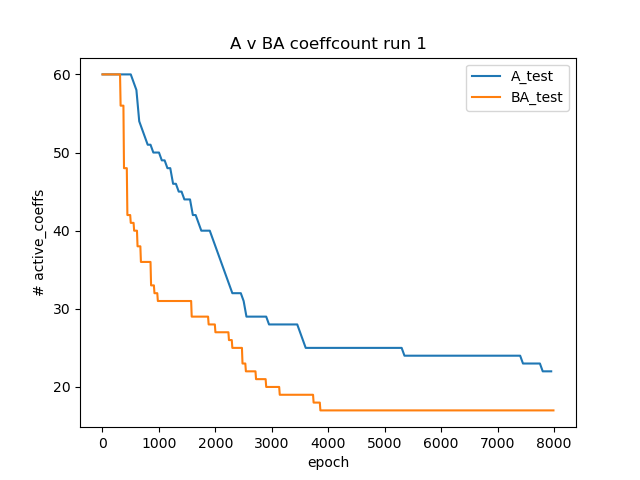 A v BA coeffcount run 1
A_test
BA_test
# active_coeffs
60
50
40
30
20
0 1000 2000 3000 4000 5000 6000 7000 8000
epoch